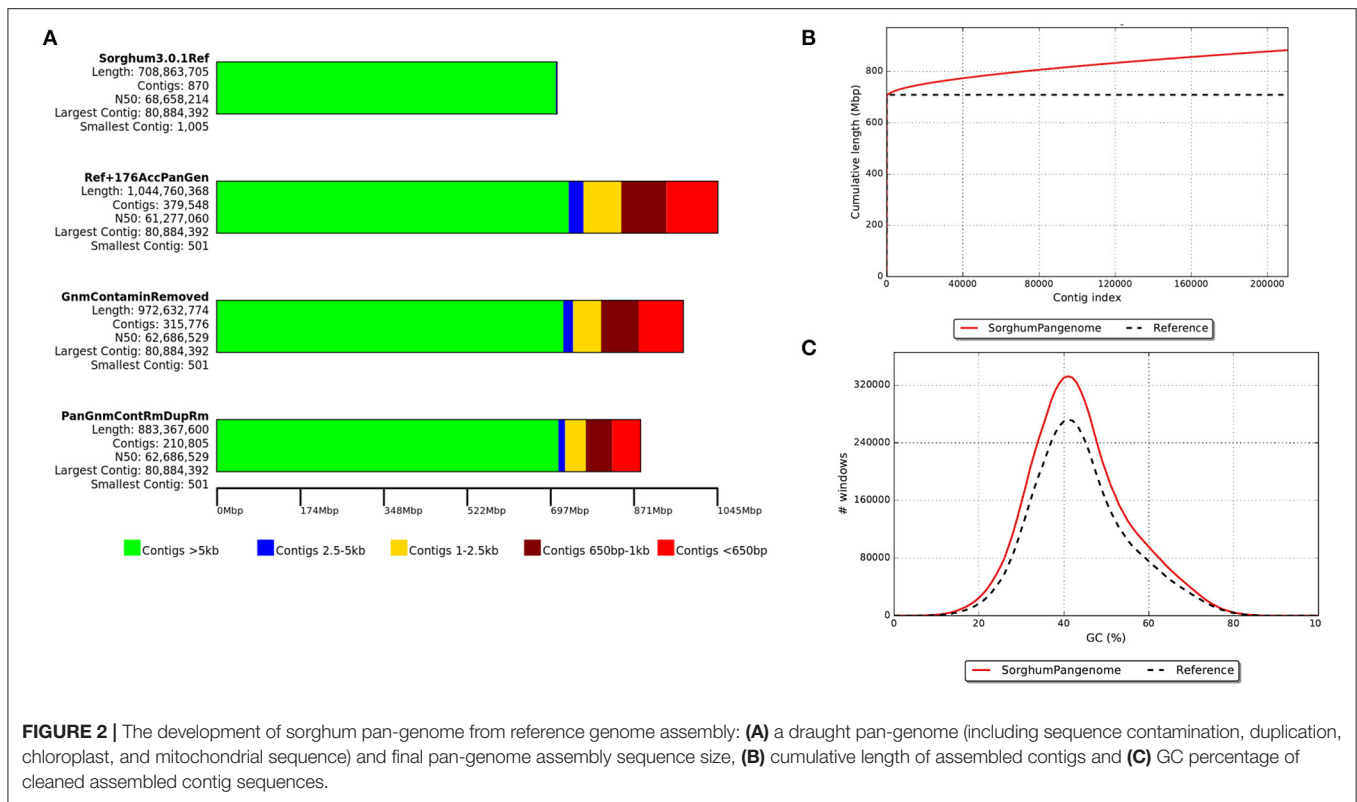 A
Sorghum3.0.1Ref
Length: 708,863,705
Contigs: 870
N50: 68,658,214
Largest Contig: 80,884,392
Smallest Contig: 1,005
Ref+176AccPanGen
Length: 1,044,760,368
Contigs: 379,548
N50: 61,277,060
Largest Contig: 80,884,392
Smallest Contig: 501
GnmContaminRemoved
Length: 972,632,774
Contigs: 315,776
N50: 62,686,529
Largest Contig: 80,884,392
Smallest Contig: 501
PanGnmContRmDupRm
Length: 883,367,600
Contigs: 210,805
N50: 62,686,529
Largest Contig: 80,884,392
Smallest Contig: 501
0Mbp 174Mbp 348Mbp 522Mbp 697Mbp 871Mbp 1045Mbp
Contigs >5kb Contigs 2.5-5kb Contigs 1-2.5kb Contigs 650bp-1kb Contigs <650bp
B
Cumulative length (Mbp)
800
600
400
200
0
40000 80000 120000 160000 200000
Contig index
SorghumPangenome Reference
C
# windows
320000
240000
160000
80000
0
0 20 40 60 80 10
GC (%)
SorghumPangenome Reference
FIGURE 2 | The development of sorghum pan-genome from reference genome assembly: (A) a draught pan-genome (including sequence contamination, duplication,
chloroplast, and mitochondrial sequence) and final pan-genome assembly sequence size, (B) cumulative length of assembled contigs and (C) GC percentage of
cleaned assembled contig sequences.